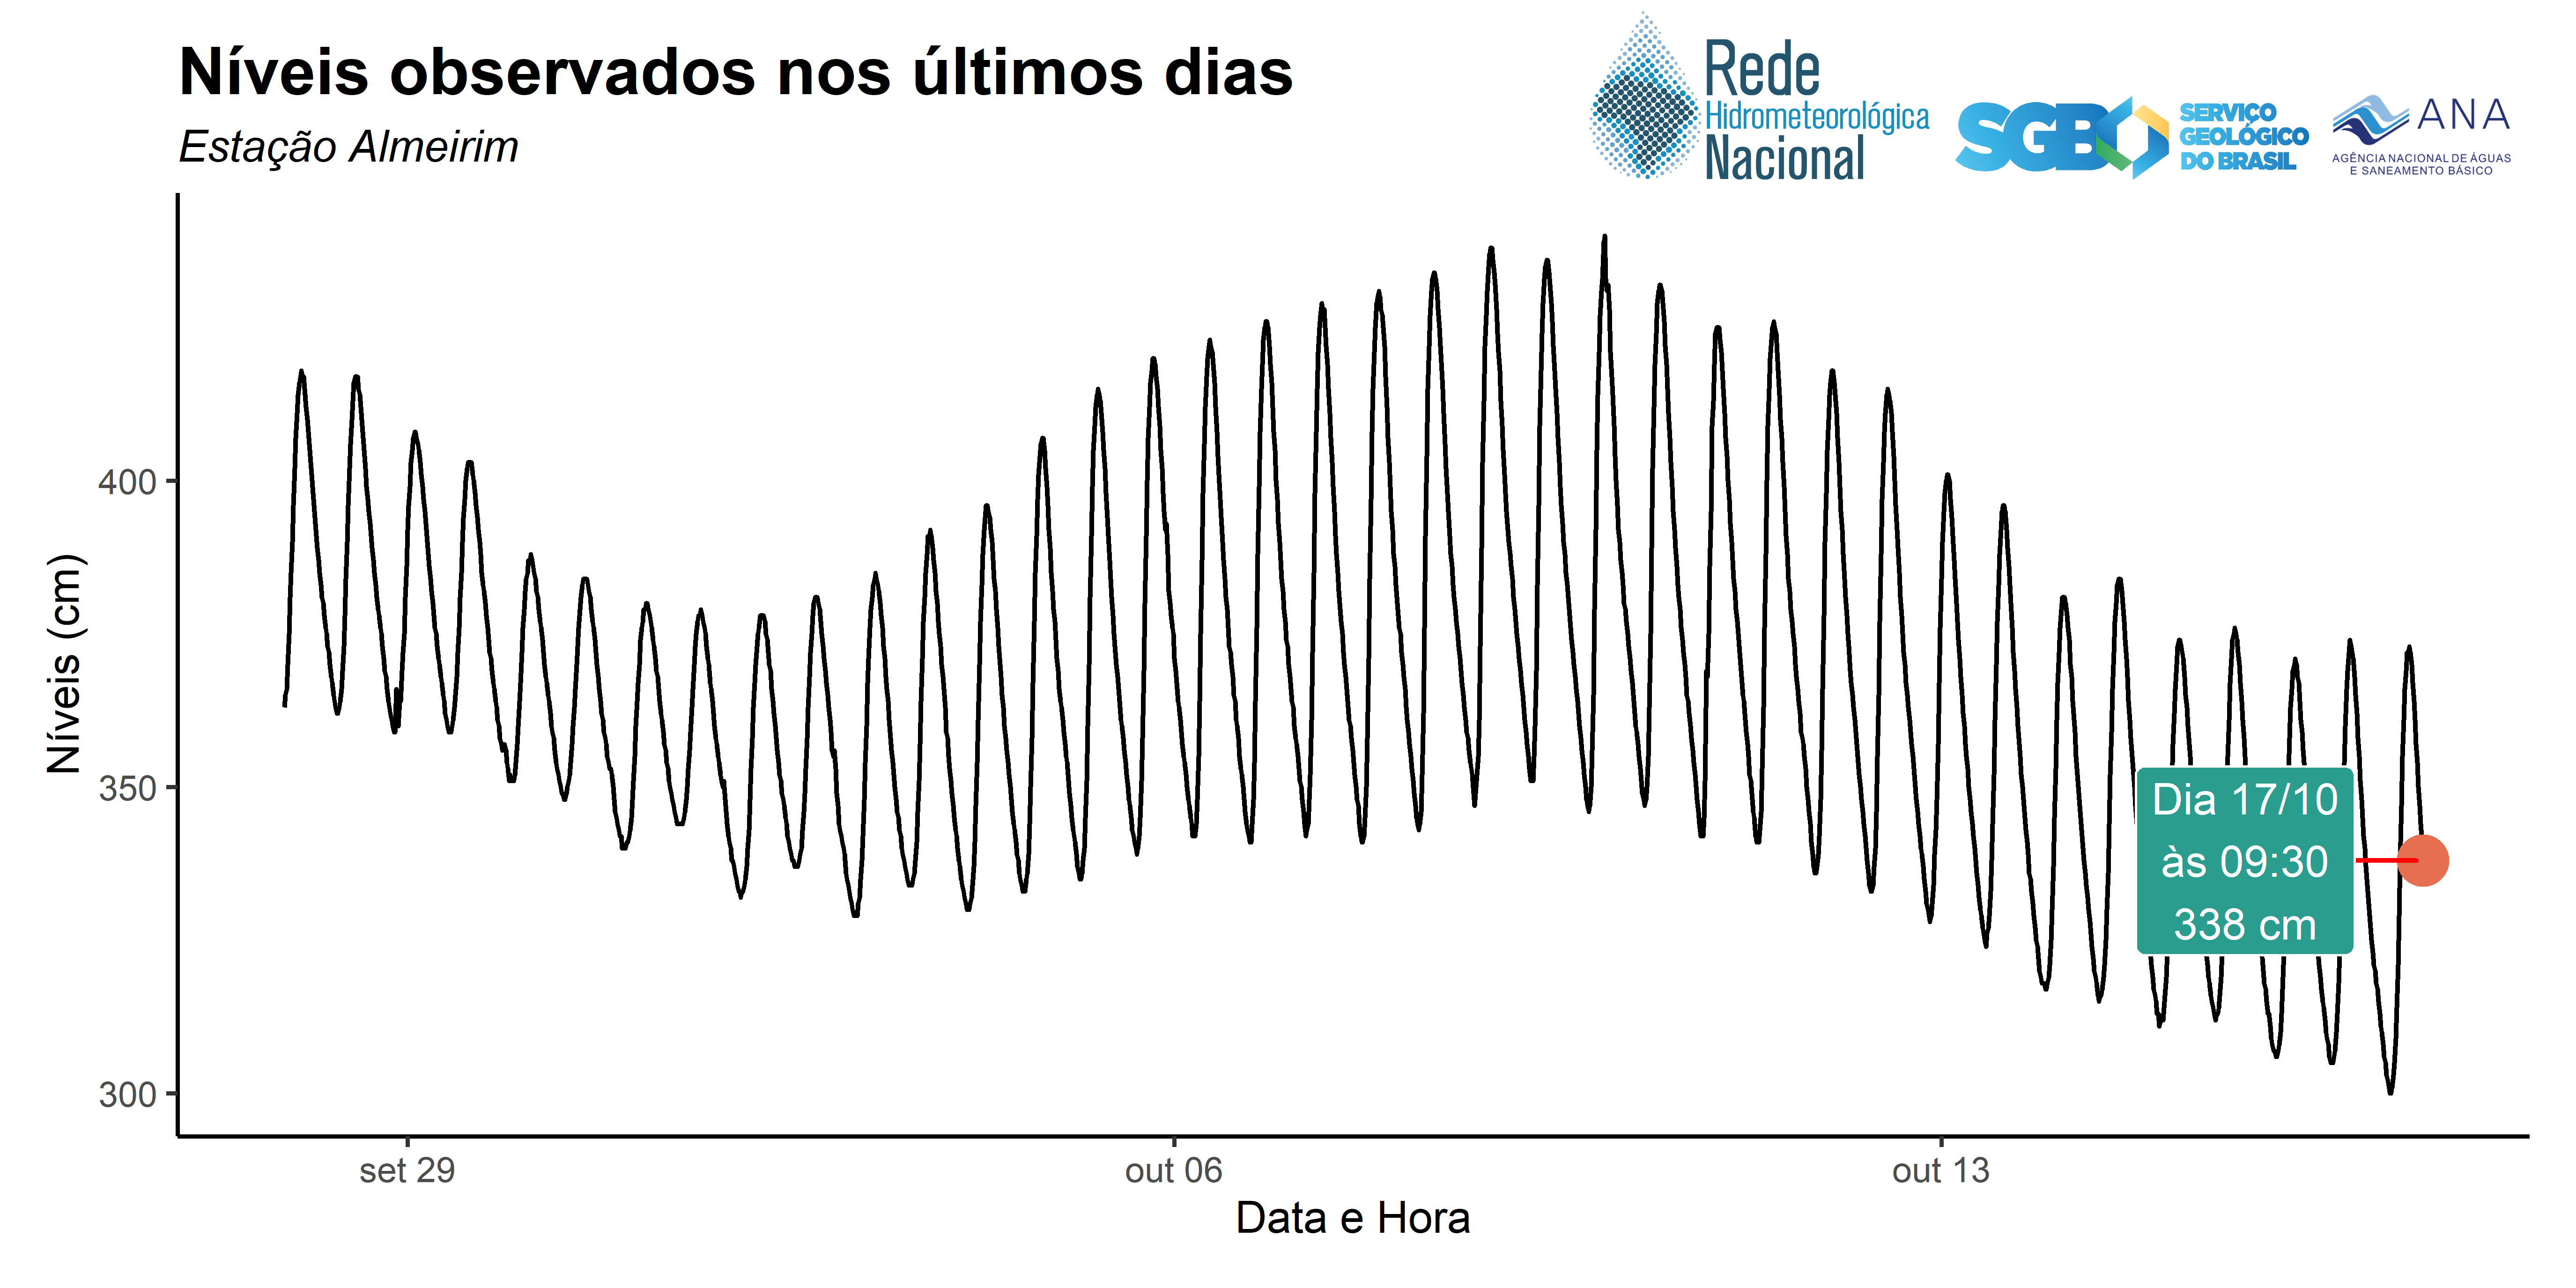 Níveis observados nos últimos dias
Estação Almeirim
Rede
Hidrometeorológica
Nacional
SGB
SERVIÇO
GEOLÓGICO
DO BRASIL
ANA
AGÊNCIA NACIONAL DE ÁGUAS
E SANEAMENTO BÁSICO
Níveis (cm)
400
350
300
Dia 17/10
às 09:30
338 cm
set 29
out 06
out 13
Data e Hora